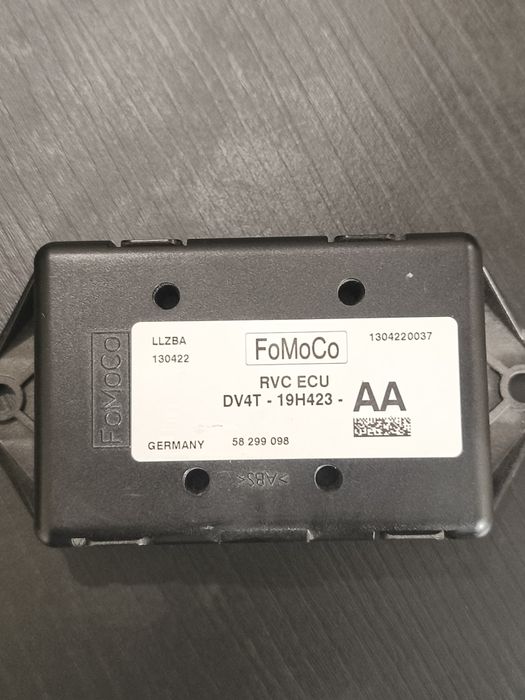 LLZBA
130422
FoMoCo
1304220037
RVC ECU
DV4T - 19H423 - AA
GERMANY 58 299 098
FoMoCo
>ABS<